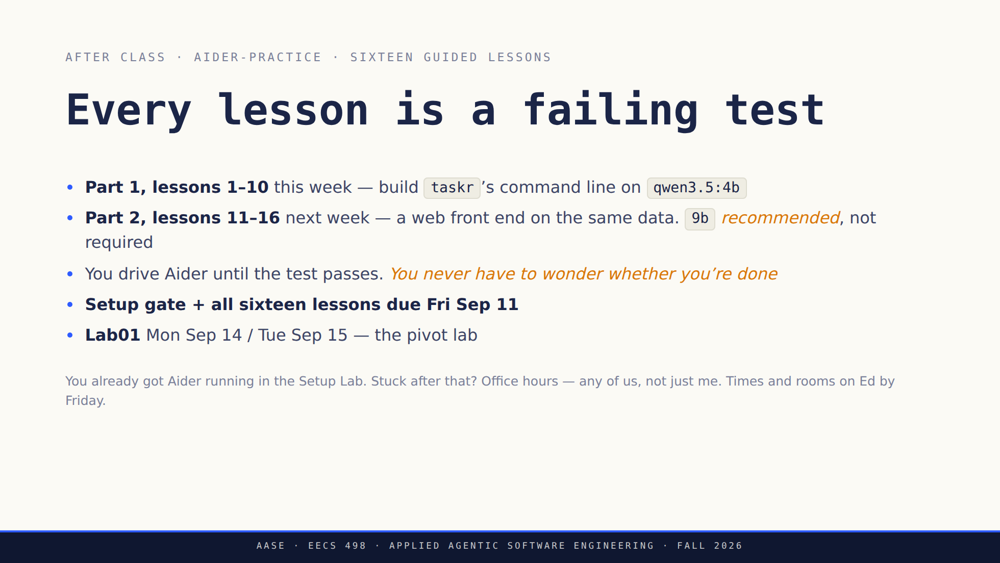 AFTER CLASS · AIDER-PRACTICE · SIXTEEN GUIDED LESSONS
Every lesson is a failing test
• Part 1, lessons 1–10 this week — build taskr’s command line on qwen3.5:4b
• Part 2, lessons 11–16 next week — a web front end on the same data. 9b recommended, not
required
• You drive Aider until the test passes. You never have to wonder whether you’re done
• Setup gate + all sixteen lessons due Fri Sep 11
• Lab01 Mon Sep 14 / Tue Sep 15 — the pivot lab
You already got Aider running in the Setup Lab. Stuck after that? Office hours — any of us, not just me. Times and rooms on Ed by
Friday.
AASE · EECS 498 · APPLIED AGENTIC SOFTWARE ENGINEERING · FALL 2026